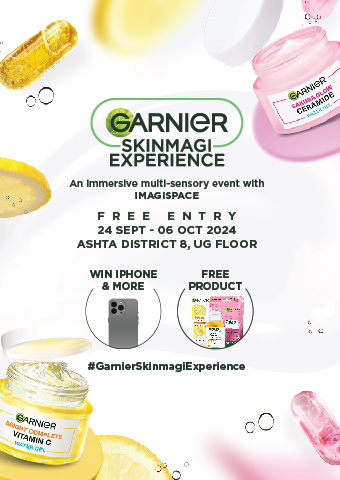 GARNIER
SAKURA GLOW
CERAMIDE
WATER GEL
GARNIER
SKINMAGI
EXPERIENCE
An immersive multi-sensory event with
IMAGISPACE
FREE ENTRY
24 SEPT - 06 OCT 2024
ASHTA DISTRICT 8, UG FLOOR
WIN IPHONE
& MORE
FREE
PRODUCT
#GarnierSkinmagiExperience
GARNIER
BRIGHT COMPLETE
VITAMIN C
WATER GEL